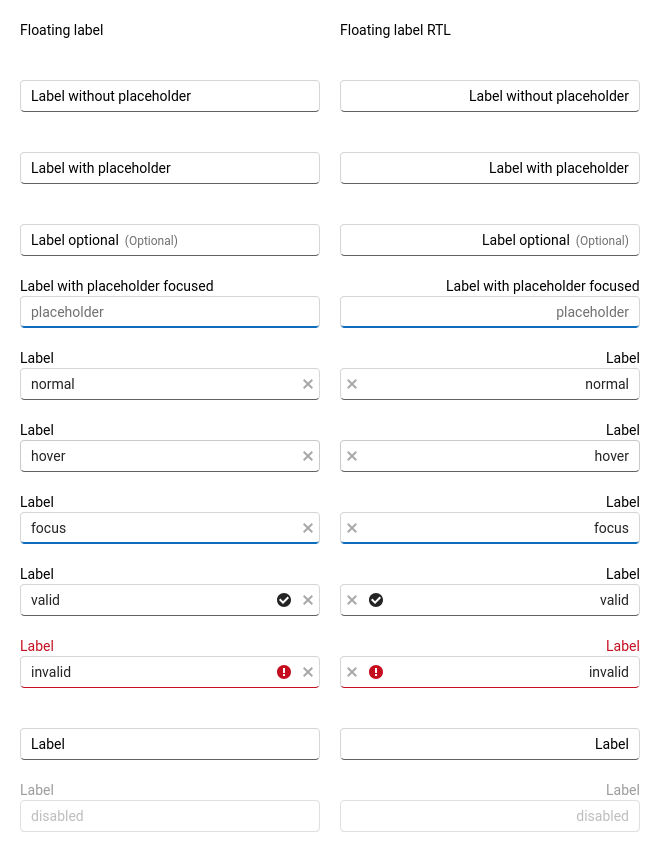 Floating label
Floating label RTL
Label without placeholder
Label without placeholder
Label with placeholder
Label with placeholder
Label optional (Optional)
Label optional (Optional)
Label with placeholder focused
Label with placeholder focused
placeholder
placeholder
Label
Label
normal
normal
Label
Label
hover
hover
Label
Label
focus
focus
Label
Label
valid
valid
Label
Label
invalid
invalid
Label
Label
Label
Label
disabled
disabled